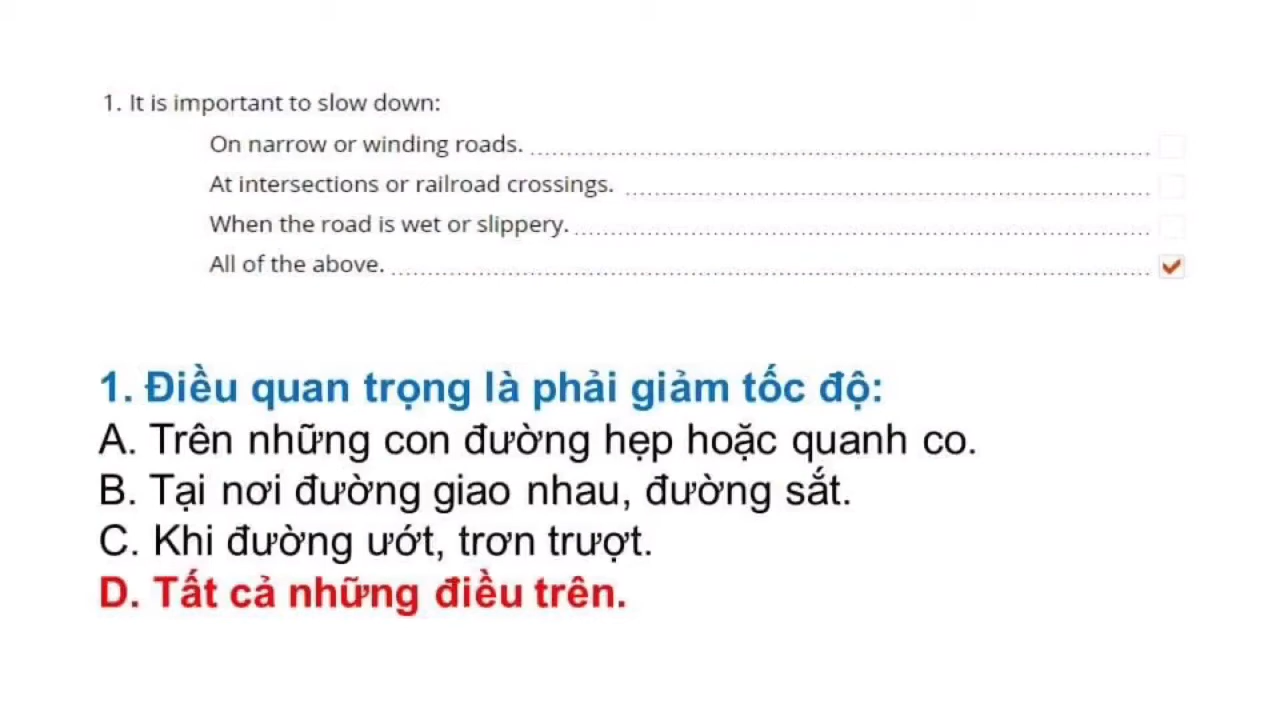 1. It is important to slow down:
On narrow or winding roads.
At intersections or railroad crossings.
When the road is wet or slippery.
All of the above.
1. Điều quan trọng là phải giảm tốc độ:
A. Trên những con đường hẹp hoặc quanh co.
B. Tại nơi đường giao nhau, đường sắt.
C. Khi đường ướt, trơn trượt.
D. Tất cả những điều trên.